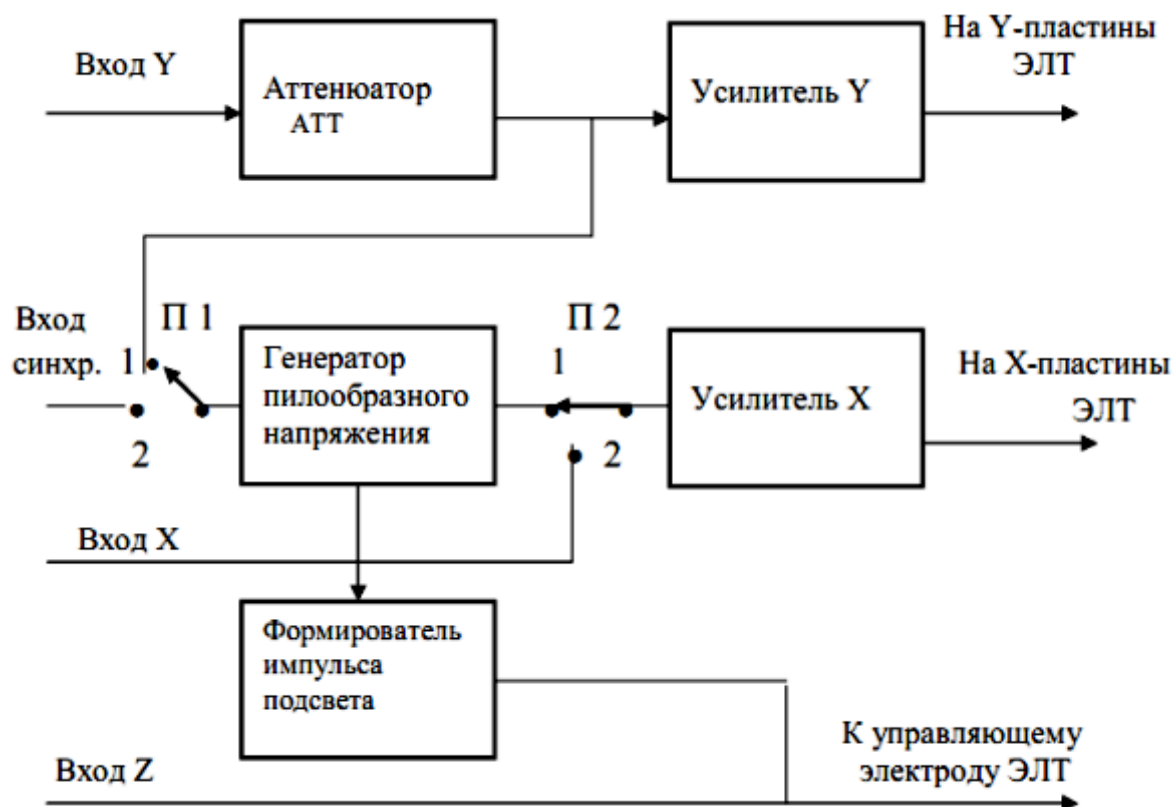 Вход Y
Аттенюатор
АТТ
Усилитель Y
На Y-пластины
ЭЛТ
Вход
синхр.
П 1
1
2
Генератор
пилообразного
напряжения
П 2
1
2
Усилитель X
На X-пластины
ЭЛТ
Вход X
Формирователь
импульса
подсвета
Вход Z
К управляющему
электроду ЭЛТ